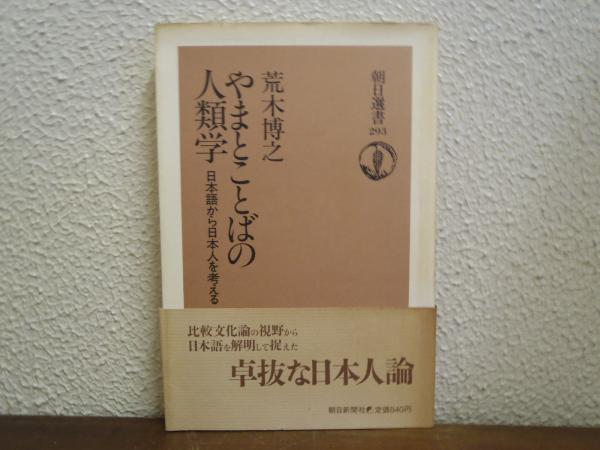 朝日選書
293
荒木博之
やまとことばの
人類学
日本語から日本人を考える
比較文化論の視野から
日本語を解明して捉えた
卓抜な日本人論
朝日新聞社 定価840円